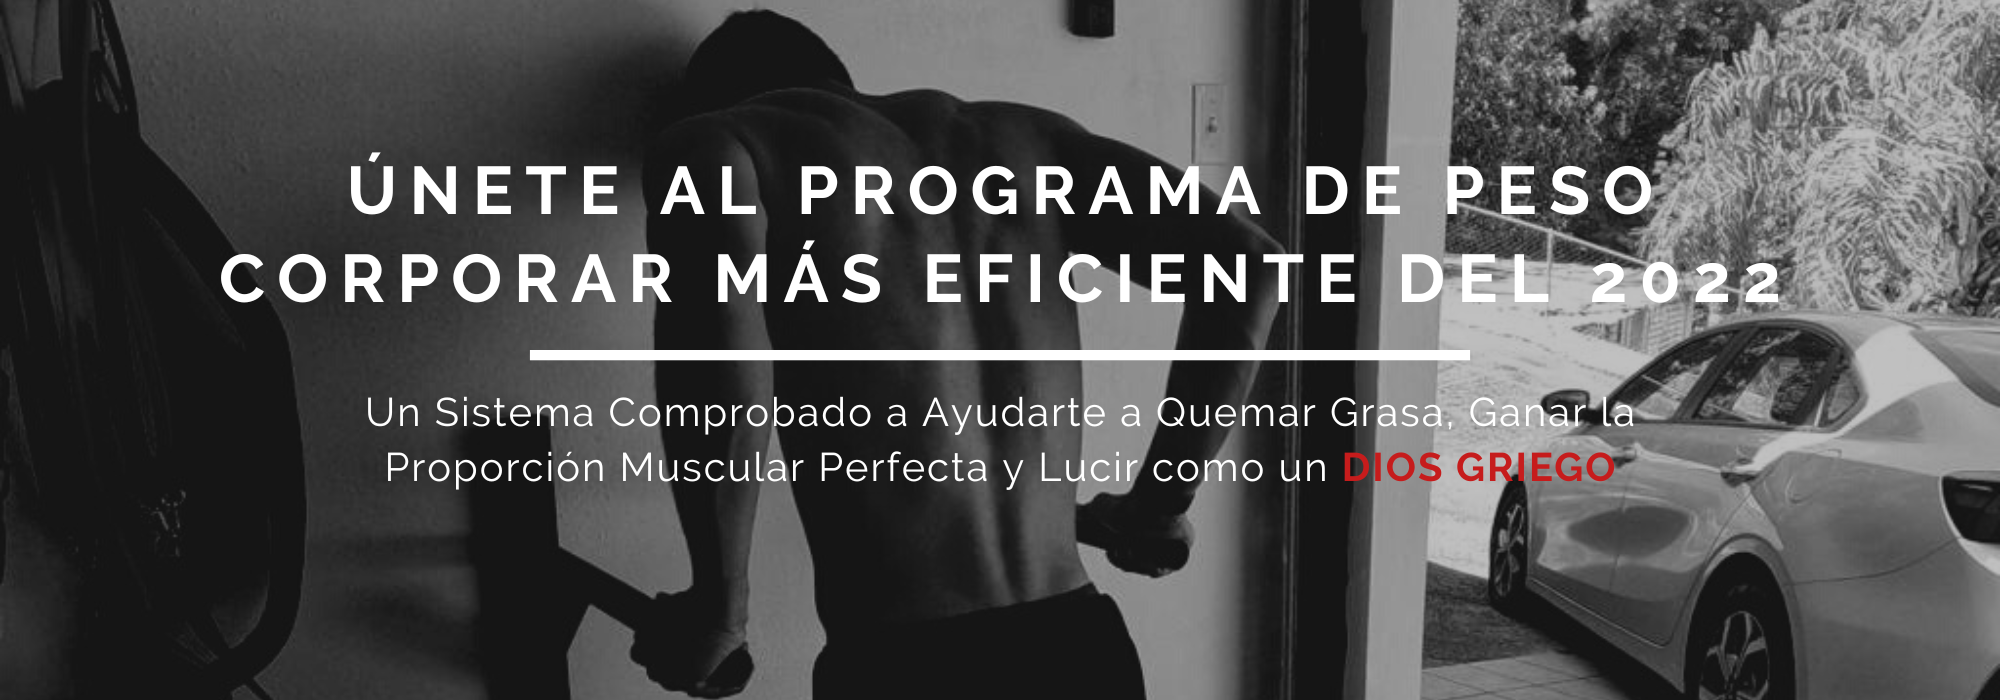 ÚNETE AL PROGRAMA DE PESO
CORPORAR MÁS EFICIENTE DEL 2022
Un Sistema Comprobado a Ayudarte a Quemar Grasa, Ganar la
Proporción Muscular Perfecta y Lucir como un DIOS GRIEGO